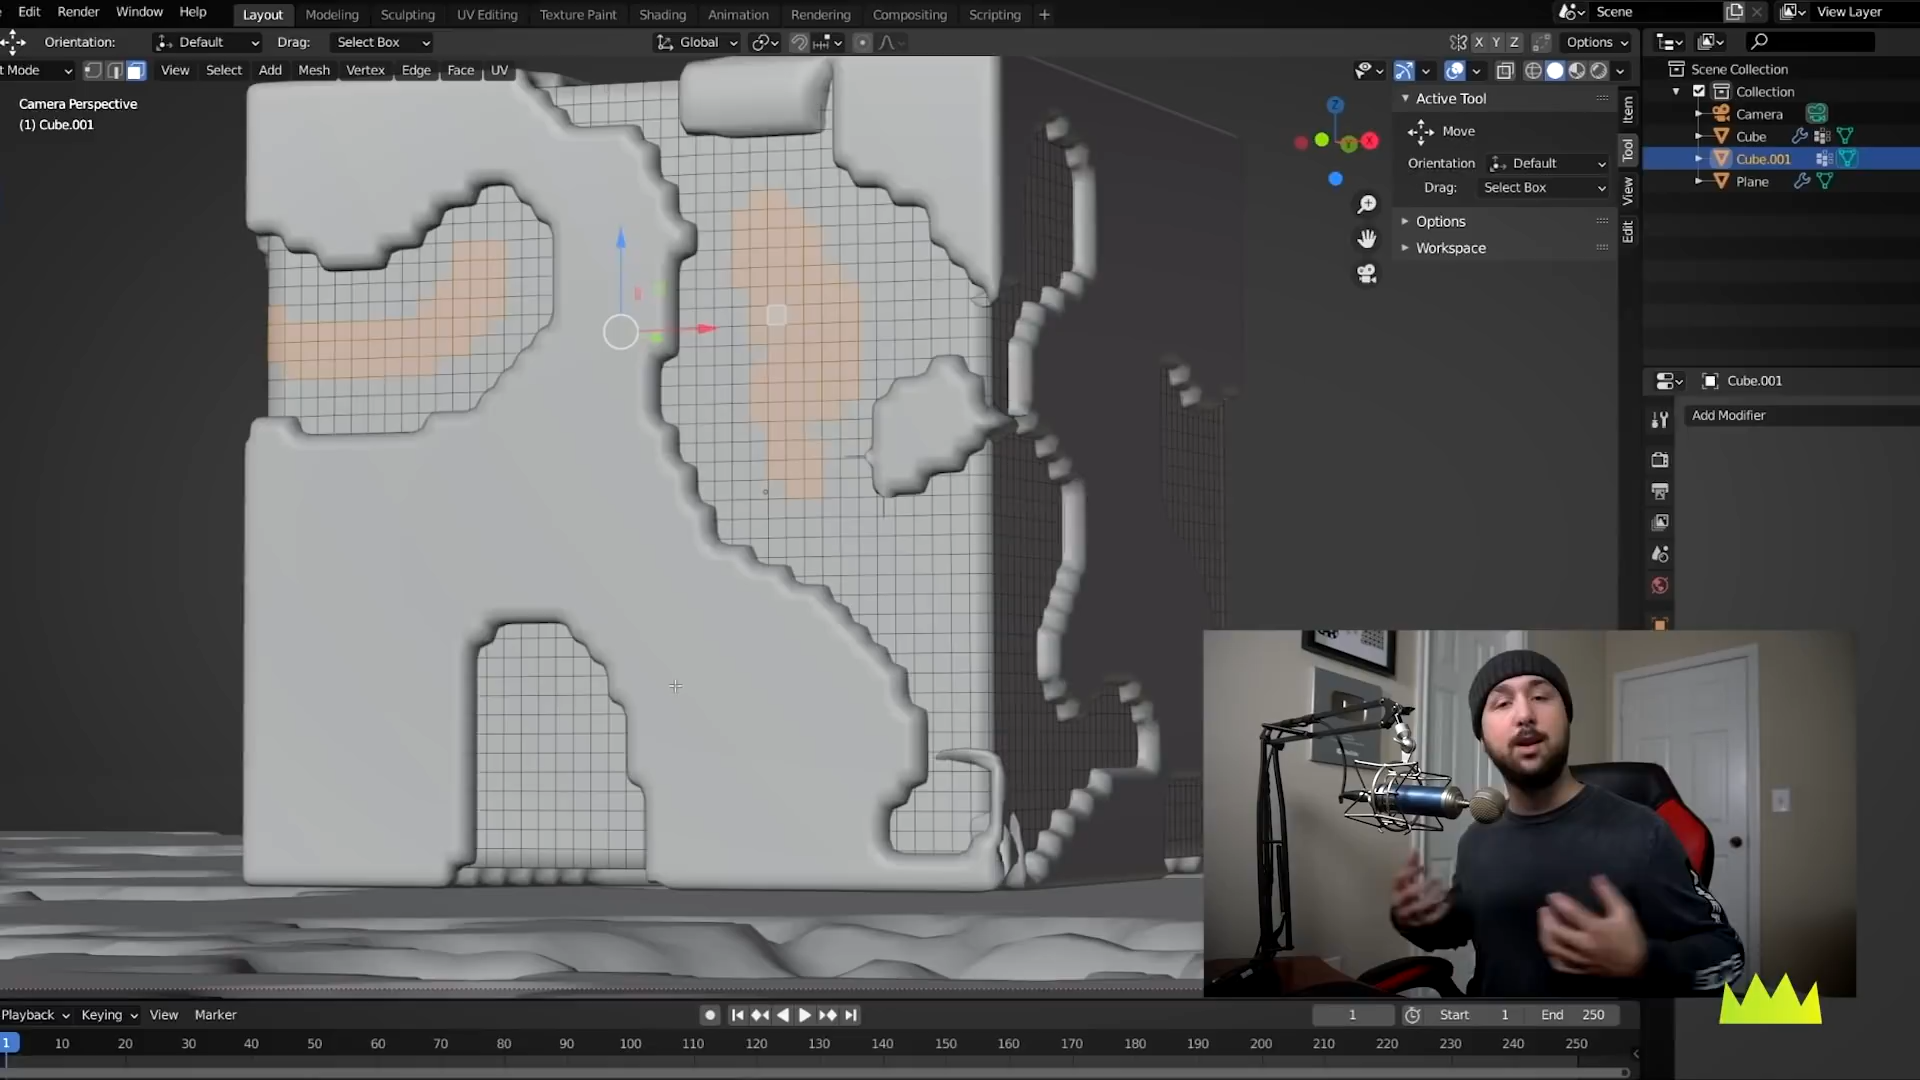 Edit Render Window Help Layout Modeling Sculpting UV Editing Texture Paint Shading Animation Rendering Compositing Scripting + Scene View Layer
Orientation: Default Drag: Select Box Global X Y Z Options
t Mode View Select Add Mesh Vertex Edge Face UV
Camera Perspective
(1) Cube.001
Z
X
Y
Active Tool
Move
Orientation Default
Drag: Select Box
Options
Workspace
Item
Tool
View
Edit
Scene Collection
Collection
Camera
Cube
Cube.001
Plane
Cube.001
Add Modifier
Playback Keying View Marker 1 Start 1 End 250
1 10 20 30 40 50 60 70 80 90 100 110 120 130 140 150 160 170 180 190 200 210 220 230 240 250